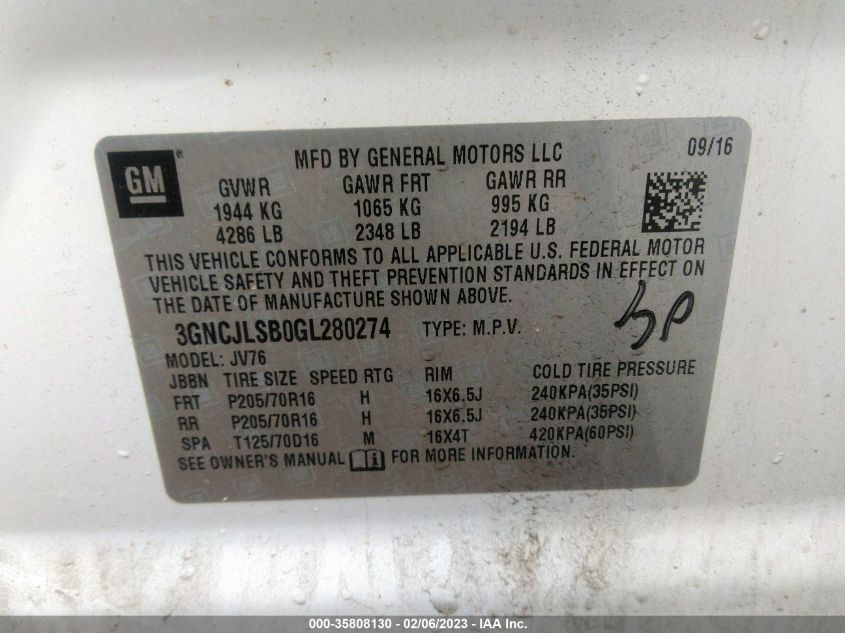 GM ®
MFD BY GENERAL MOTORS LLC 09/16
GVWR GAWR FRT GAWR RR
1944 KG 1065 KG 995 KG
4286 LB 2348 LB 2194 LB
THIS VEHICLE CONFORMS TO ALL APPLICABLE U.S. FEDERAL MOTOR
VEHICLE SAFETY AND THEFT PREVENTION STANDARDS IN EFFECT ON
THE DATE OF MANUFACTURE SHOWN ABOVE.
3GNCJLSB0GL280274 TYPE: M.P.V.
MODEL: JV76
JBBN TIRE SIZE SPEED RTG RIM COLD TIRE PRESSURE
FRT P205/70R16 H 16X6.5J 240KPA(35PSI)
RR P205/70R16 H 16X6.5J 240KPA(35PSI)
SPA T125/70D16 M 16X4T 420KPA(60PSI)
SEE OWNER'S MANUAL FOR MORE INFORMATION.
000-35808130 - 02/06/2023 - IAA Inc.